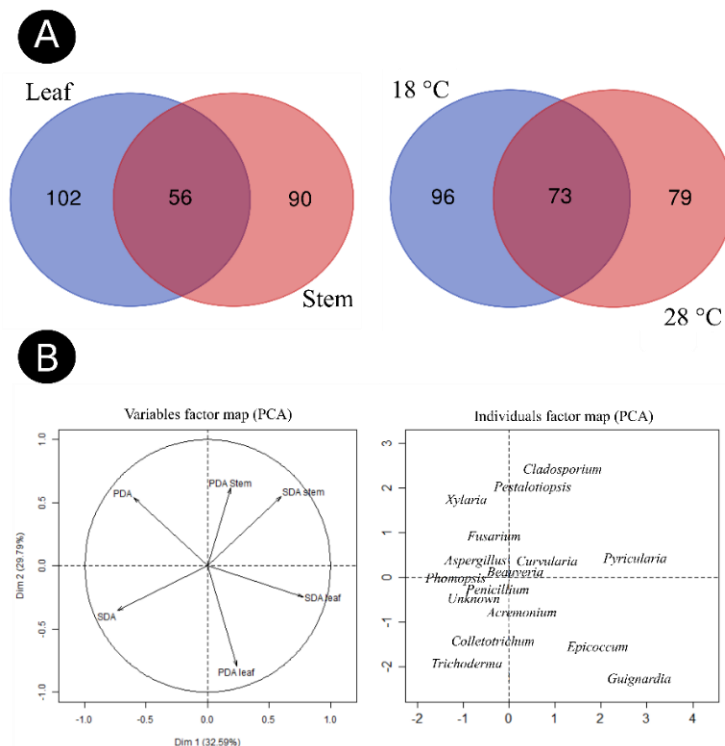 A
Leaf
102
56
90
Stem
18 °C
96
73
79
28 °C
B
Variables factor map (PCA)
1.0
0.5
0.0
-0.5
-1.0
Dim 2 (29.79%)
PDA
PDA Stem
SDA stem
SDA leaf
SDA
PDA leaf
-1.0
-0.5
0.0
0.5
1.0
Dim 1 (32.59%)
Individuals factor map (PCA)
3
2
1
0
-1
-2
Cladosporium
Pestalotiopsis
Xylaria
Fusarium
Aspergillus
Curvularia
Pyricularia
Beauveria
Phomopsis
Penicillium
Unknown
Acremonium
Colletotrichum
Epicoccum
Trichoderma
Guignardia
-2
-1
0
1
2
3
4